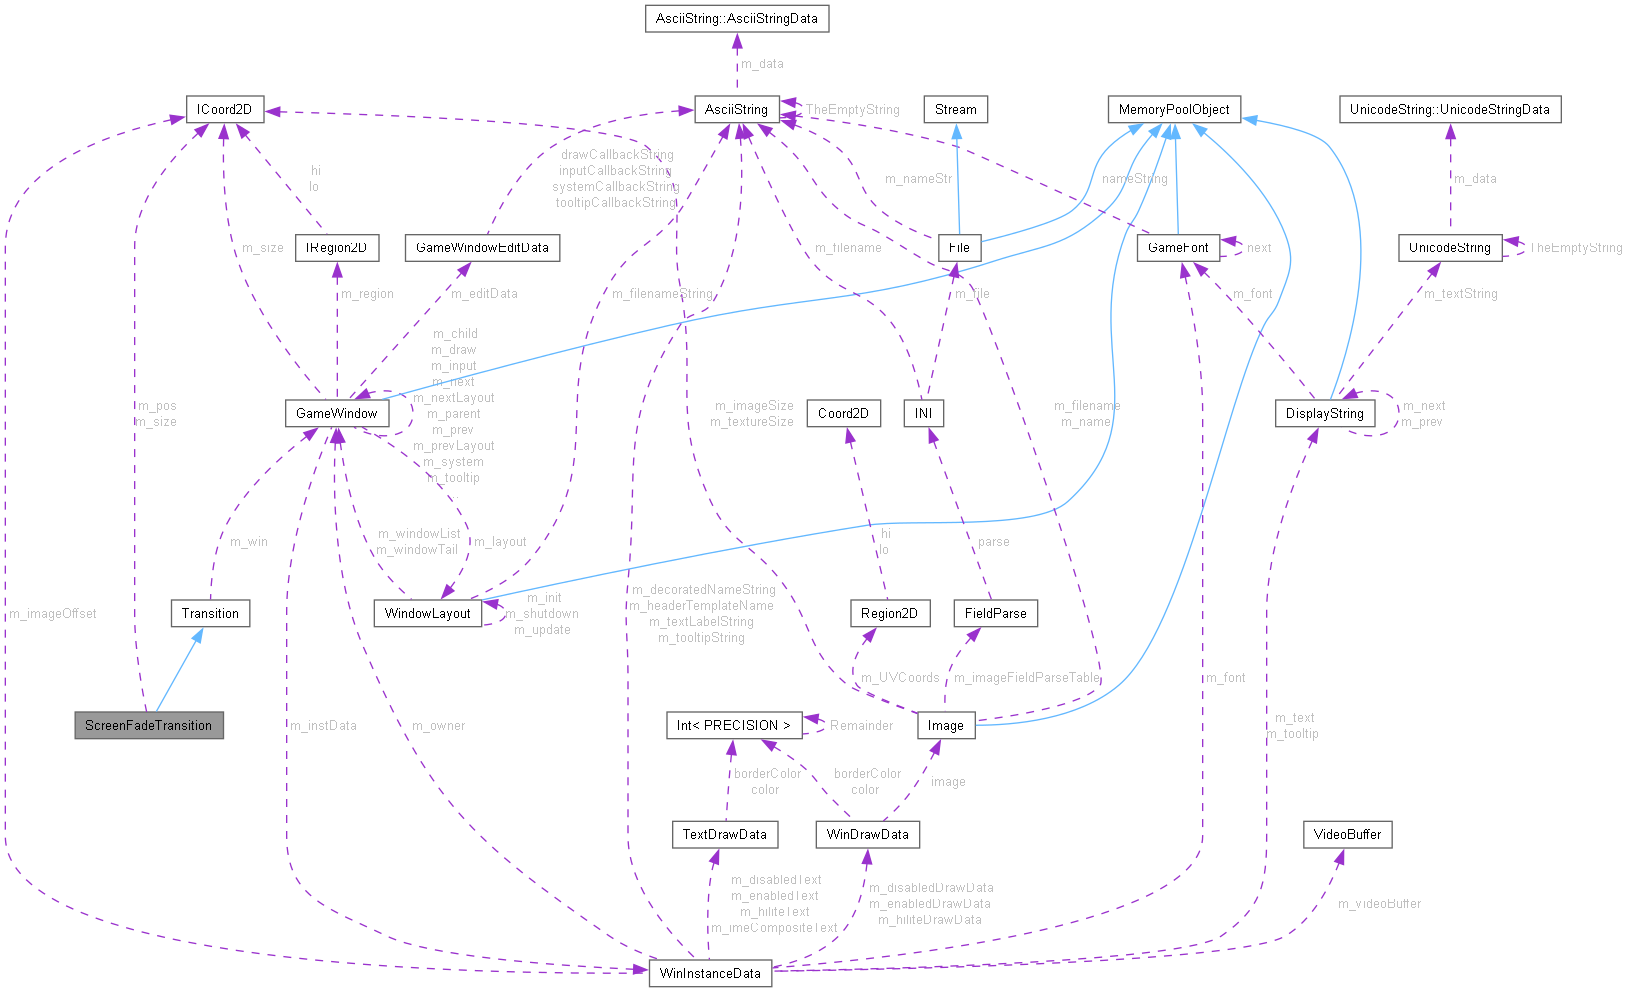 AsciiString::AsciiStringData
m_data
ICoord2D
AsciiString
TheEmptyString
Stream
MemoryPoolObject
UnicodeString::UnicodeStringData
drawCallbackString
inputCallbackString
systemCallbackString
tooltipCallbackString
hi
lo
m_nameStr
nameString
m_data
m_size
IRegion2D
GameWindowEditData
m_filename
File
GameFont
next
UnicodeString
TheEmptyString
m_region
m_editData
m_filenameString
m_file
m_font
m_textString
m_child
m_draw
m_input
m_next
m_nextLayout
m_parent
m_prev
m_prevLayout
m_system
m_tooltip
m_pos
m_size
GameWindow
m_imageSize
m_textureSize
Coord2D
INI
m_filename
m_name
DisplayString
m_next
m_prev
m_win
m_windowList
m_windowTail
m_layout
hi
lo
parse
m_imageOffset
Transition
WindowLayout
m_init
m_shutdown
m_update
m_decoratedNameString
m_headerTemplateName
m_textLabelString
m_tooltipString
Region2D
FieldParse
m_UVCoords
m_imageFieldParseTable
m_font
ScreenFadeTransition
m_instData
m_owner
Int< PRECISION >
Remainder
Image
m_text
m_tooltip
borderColor
color
borderColor
color
image
TextDrawData
WinDrawData
VideoBuffer
m_disabledText
m_enabledText
m_hiliteText
m_imeCompositeText
m_disabledDrawData
m_enabledDrawData
m_hiliteDrawData
m_videoBuffer
WinInstanceData